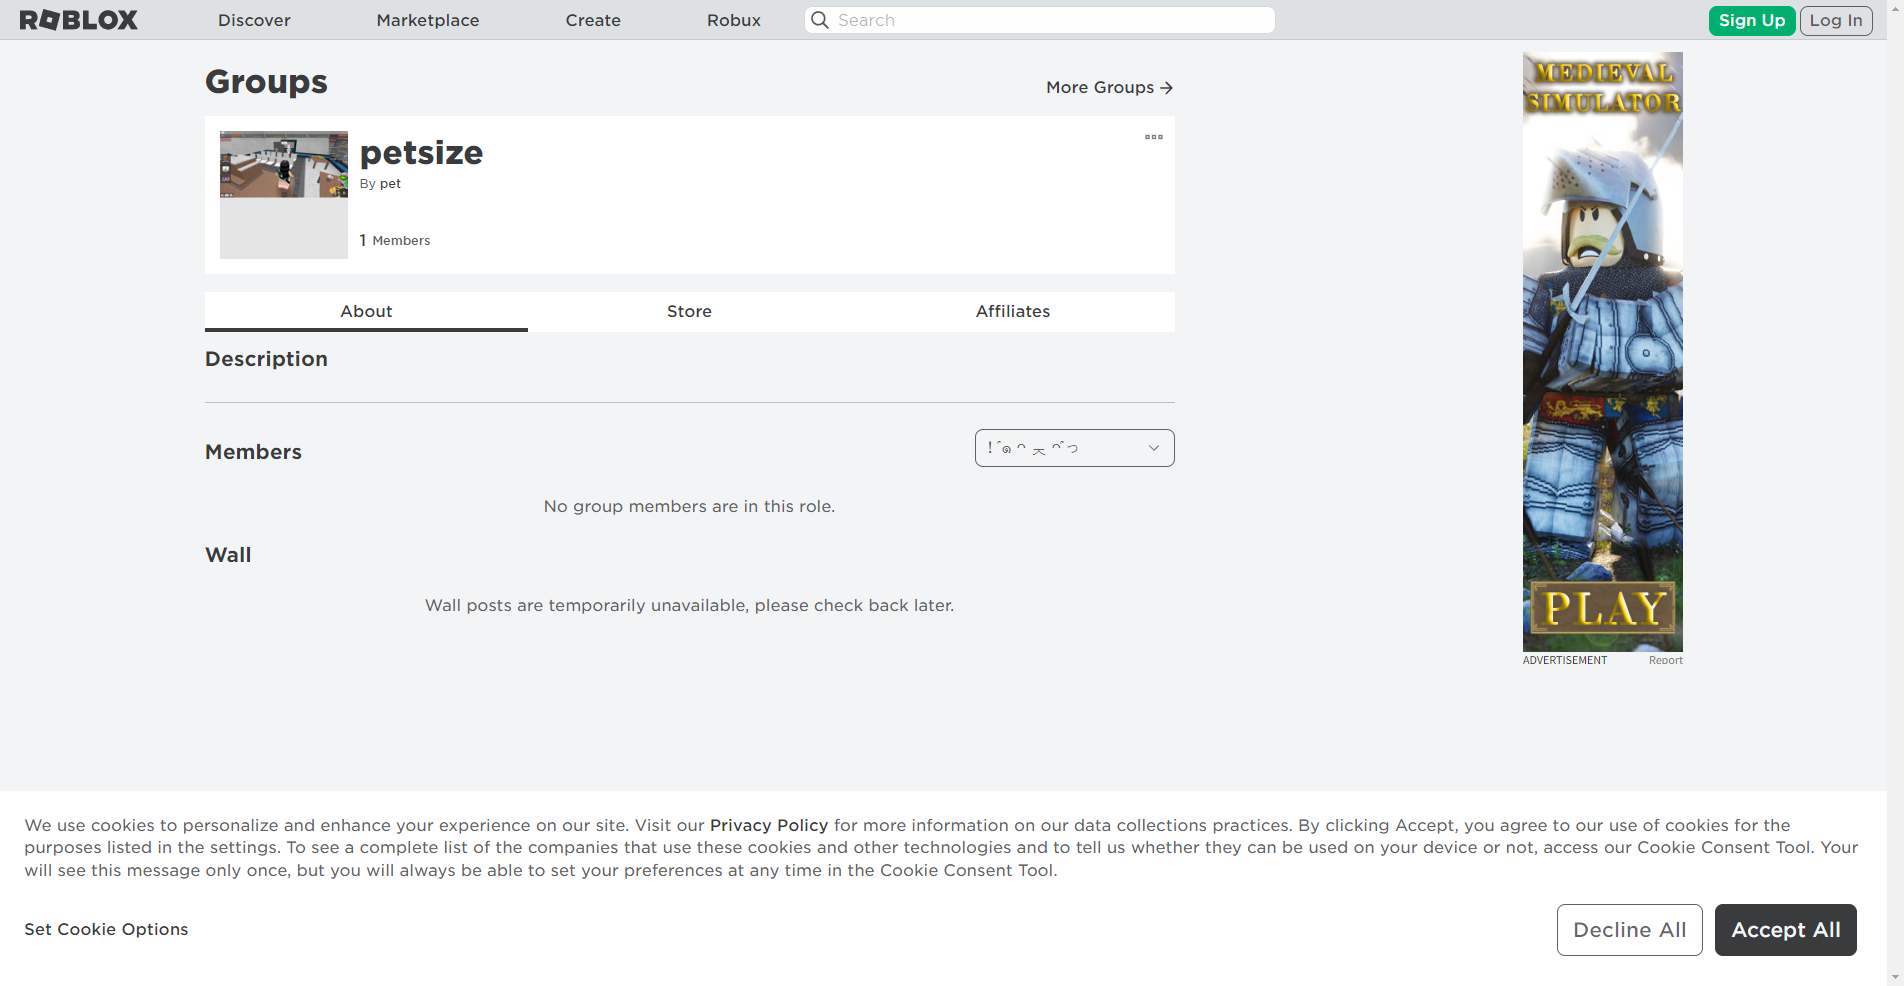 ROBLOX
Discover
Marketplace
Create
Robux
Search
Sign Up
Log In
Groups
More Groups
petsize
By pet
1 Members
About
Store
Affiliates
Description
Members
No group members are in this role.
Wall
Wall posts are temporarily unavailable, please check back later.
MEDIEVAL
SIMULATOR
PLAY
ADVERTISEMENT
Report
We use cookies to personalize and enhance your experience on our site. Visit our Privacy Policy for more information on our data collections practices. By clicking Accept, you agree to our use of cookies for the
purposes listed in the settings. To see a complete list of the companies that use these cookies and other technologies and to tell us whether they can be used on your device or not, access our Cookie Consent Tool. Your
will see this message only once, but you will always be able to set your preferences at any time in the Cookie Consent Tool.
Set Cookie Options
Decline All
Accept All